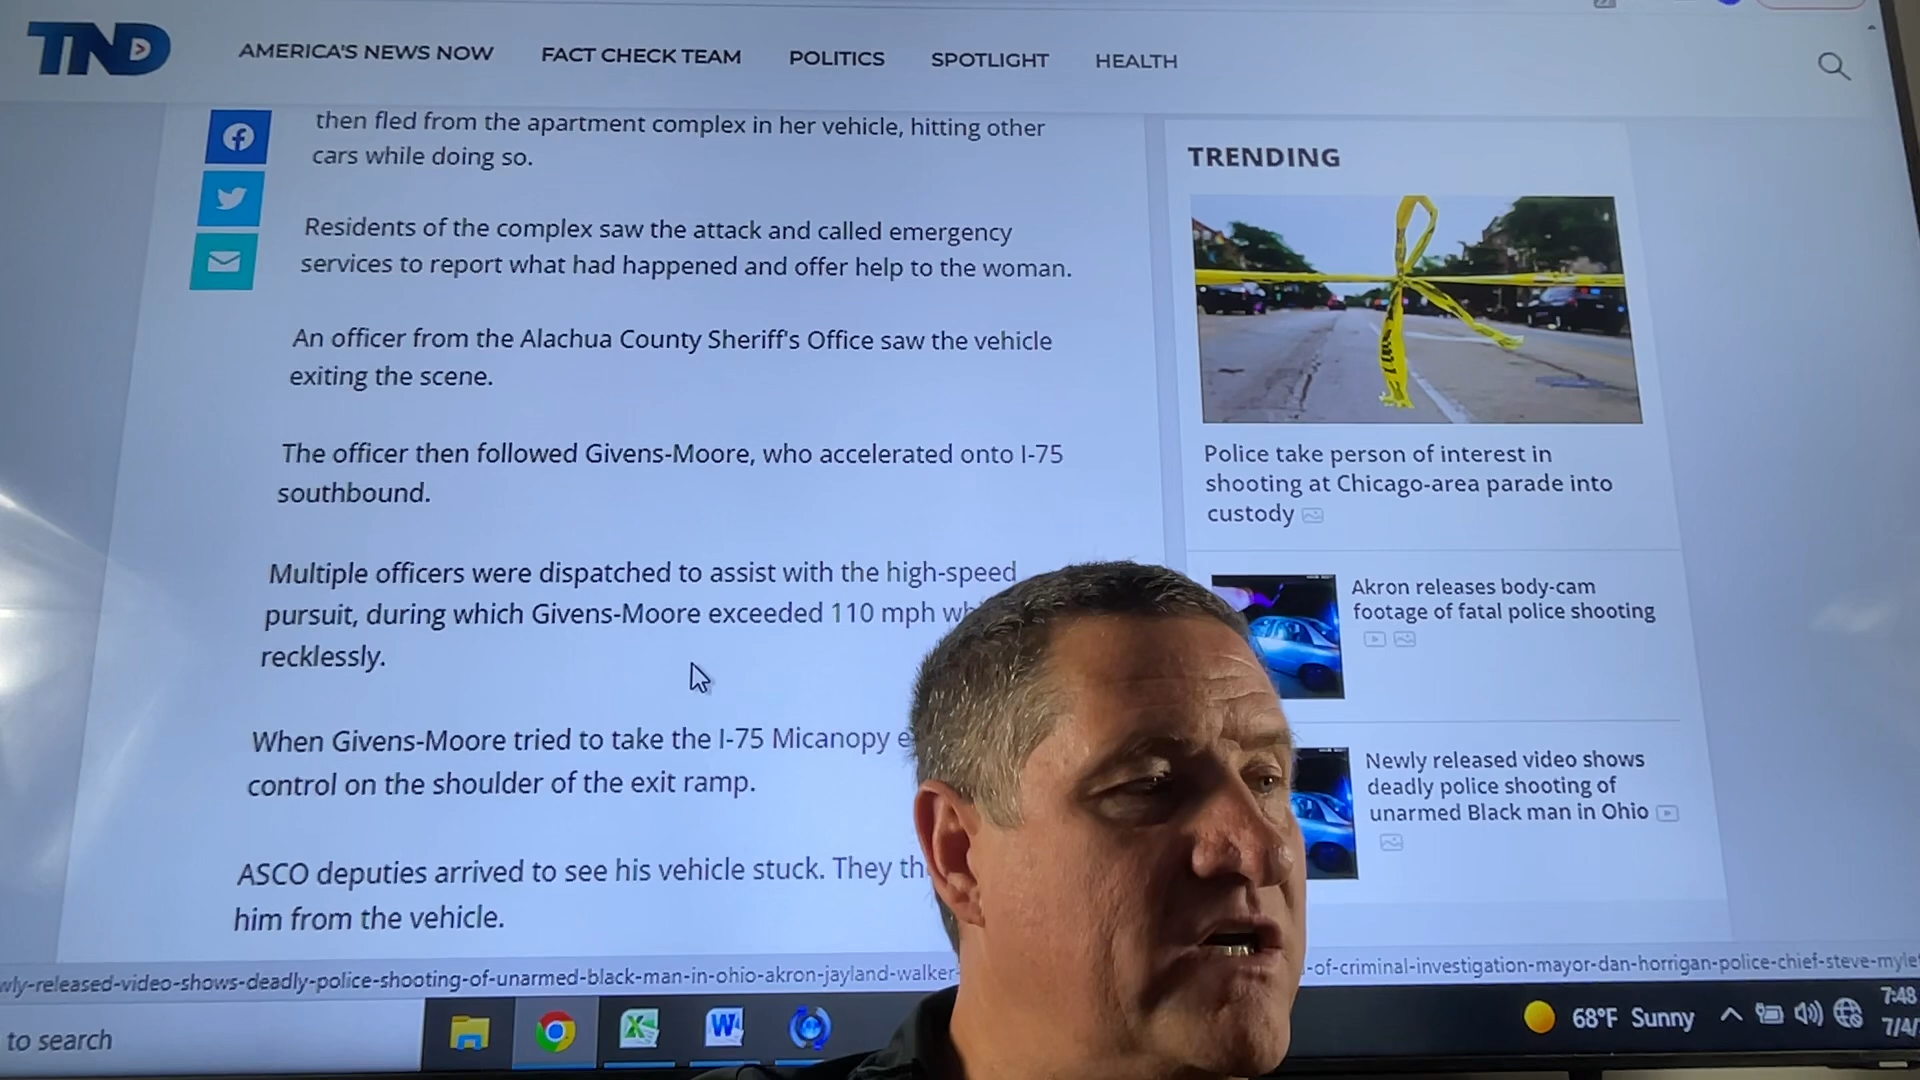 TND
AMERICA'S NEWS NOW
FACT CHECK TEAM
POLITICS
SPOTLIGHT
HEALTH
then fled from the apartment complex in her vehicle, hitting other
cars while doing so.
Residents of the complex saw the attack and called emergency
services to report what had happened and offer help to the woman.
An officer from the Alachua County Sheriff's Office saw the vehicle
exiting the scene.
The officer then followed Givens-Moore, who accelerated onto I-75
southbound.
Multiple officers were dispatched to assist with the high-speed
pursuit, during which Givens-Moore exceeded 110 mph
recklessly.
When Givens-Moore tried to take the I-75 Micanopy
control on the shoulder of the exit ramp.
ASCO deputies arrived to see his vehicle stuck. They
him from the vehicle.
TRENDING
Police take person of interest in
shooting at Chicago-area parade into
custody
Akron releases body-cam
footage of fatal police shooting
Newly released video shows
deadly police shooting of
unarmed Black man in Ohio
wly-released-video-shows-deadly-police-shooting-of-unarmed-black-man-in-ohio-akron-jayland-walker-
-of-criminal-investigation-mayor-dan-horrigan-police-chief-steve-myle
to search
68°F Sunny
7:48
7/4/